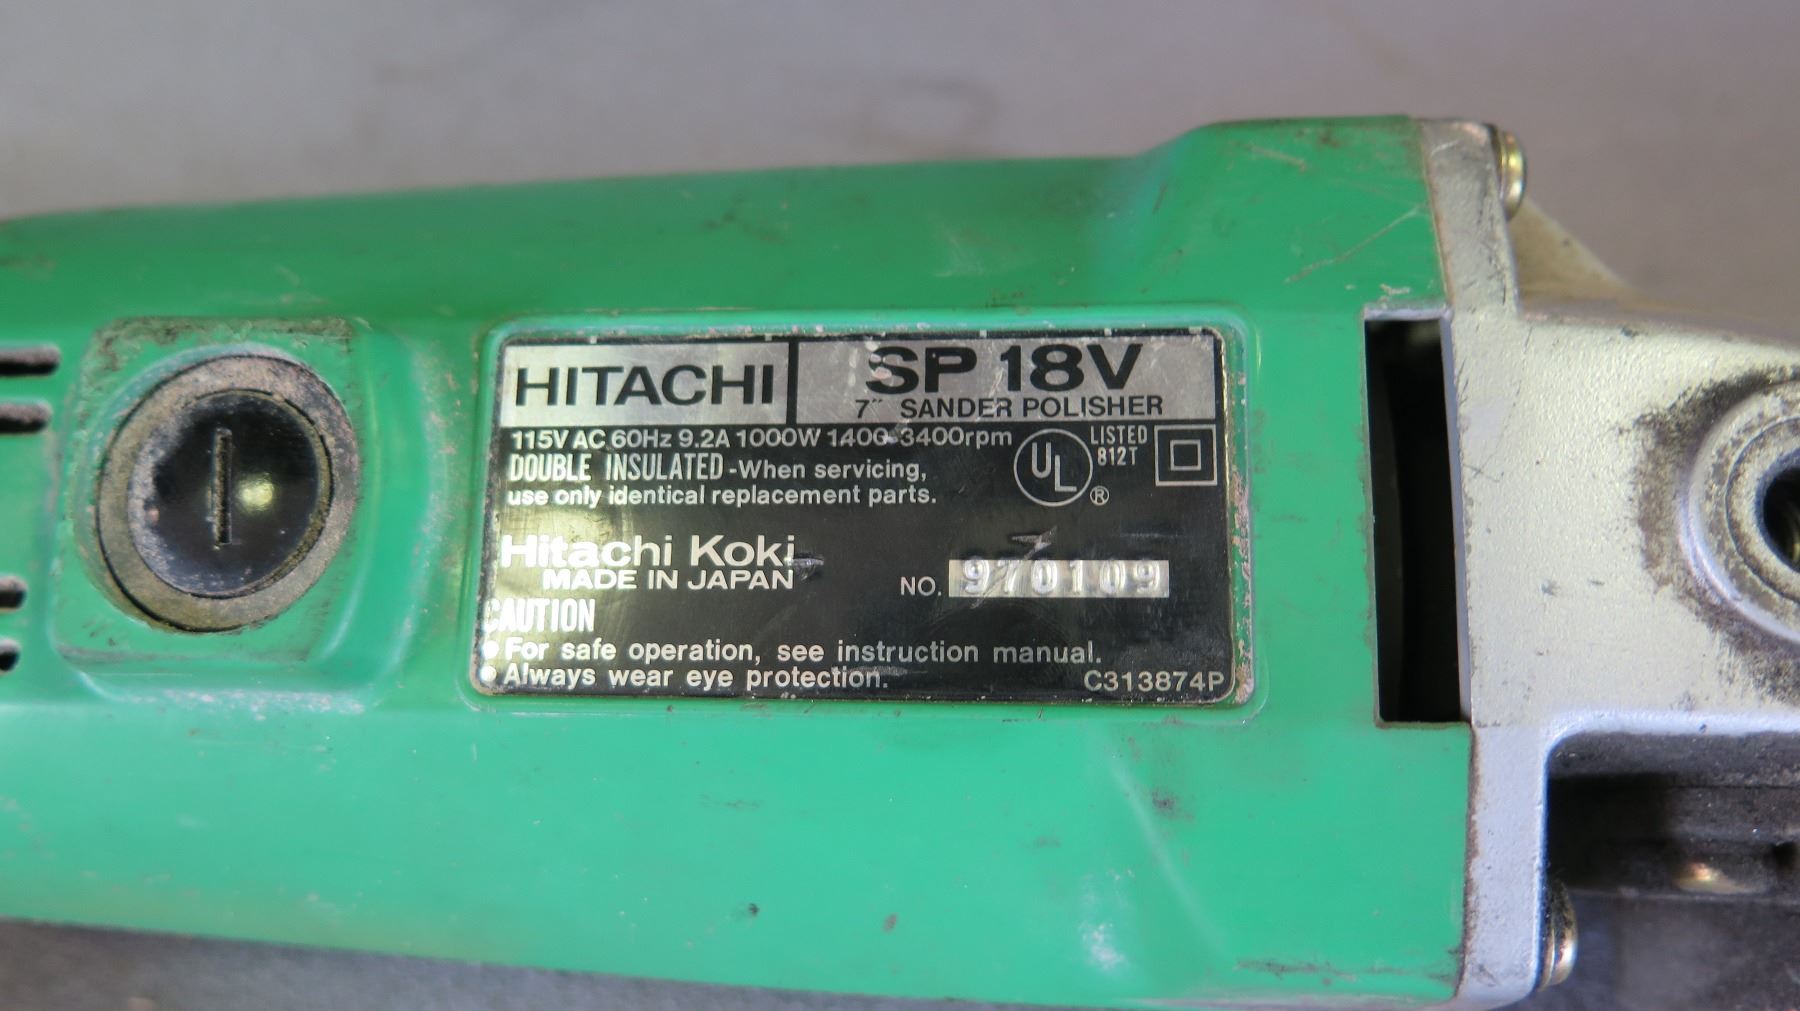 HITACHI
SP 18V
7" SANDER POLISHER
115V AC 60Hz 9.2A 1000W 1400-3400rpm
DOUBLE INSULATED - When servicing,
use only identical replacement parts.
UL ®
LISTED
812T
Hitachi Koki
MADE IN JAPAN
NO. 970109
CAUTION
• For safe operation, see instruction manual.
• Always wear eye protection.
C313874P